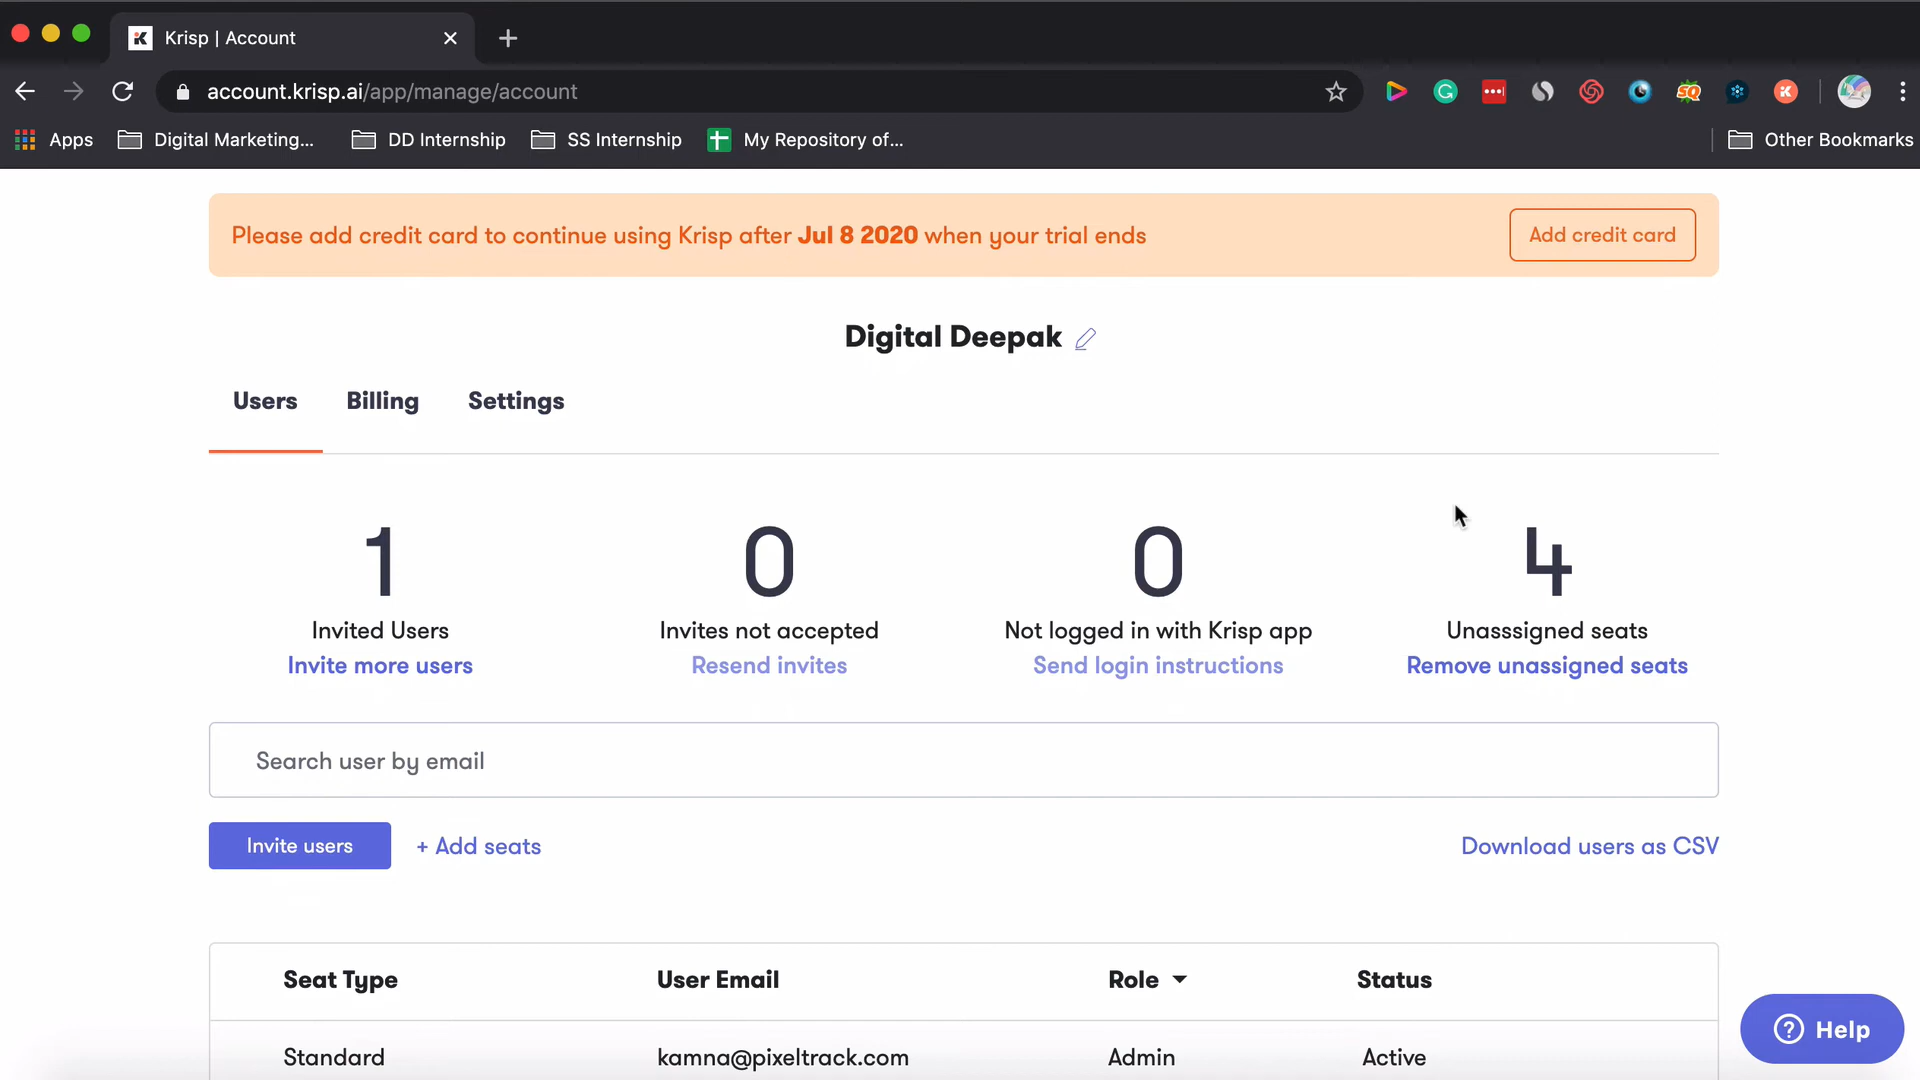 Krisp | Account
account.krisp.ai/app/manage/account
Apps
Digital Marketing...
DD Internship
SS Internship
My Repository of...
Other Bookmarks
Please add credit card to continue using Krisp after Jul 8 2020 when your trial ends
Add credit card
Digital Deepak
Users Billing Settings
1 0 0 4
Invited Users
Invites not accepted
Not logged in with Krisp app
Unasssigned seats
Invite more users
Resend invites
Send login instructions
Remove unassigned seats
Search user by email
Invite users
+ Add seats
Download users as CSV
Seat Type User Email Role Status
Standard kamna@pixeltrack.com Admin Active
Help